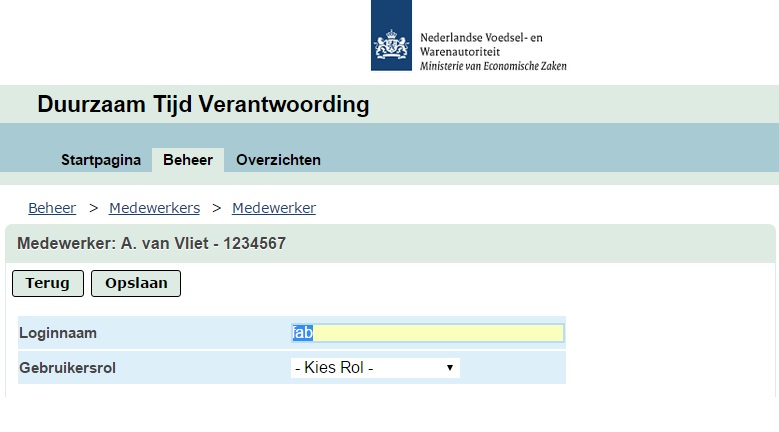 Nederlandse Voedsel- en
Warenautoriteit
Ministerie van Economische Zaken
Duurzaam Tijd Verantwoording
Startpagina Beheer Overzichten
Beheer > Medewerkers > Medewerker
Medewerker: A. van Vliet - 1234567
Terug Opslaan
Loginnaam fab
Gebruikersrol - Kies Rol -